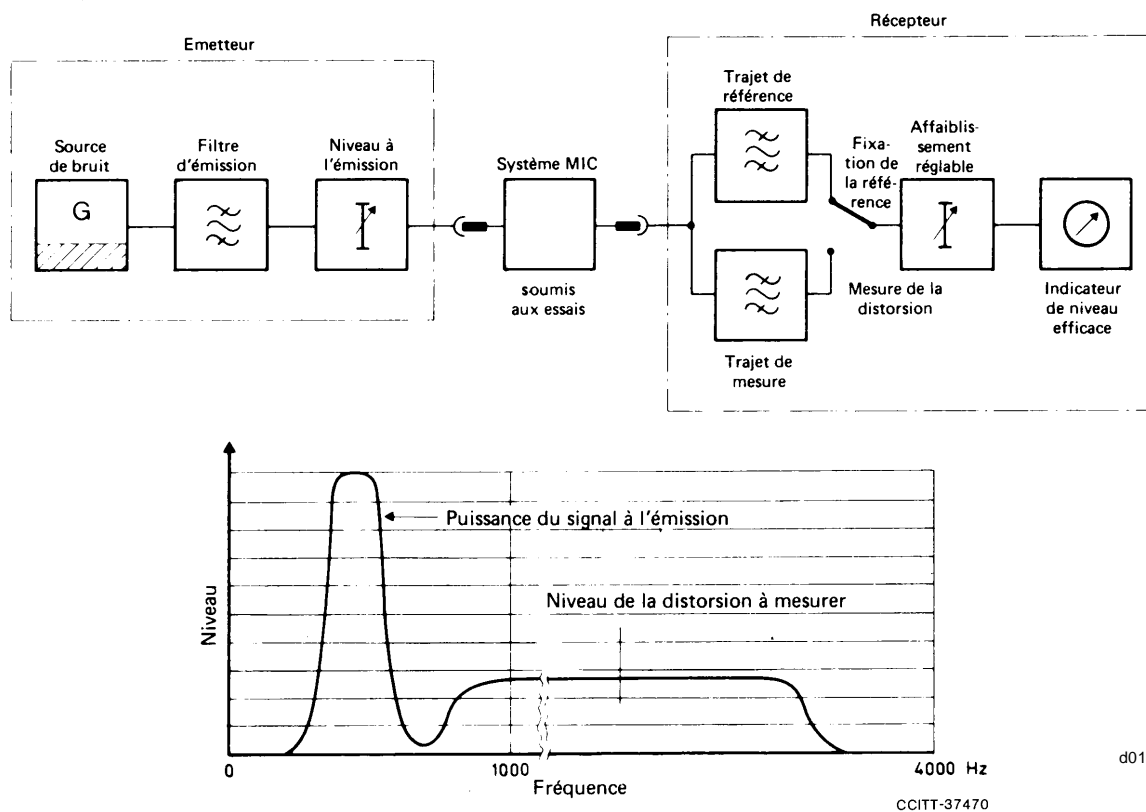 Emetteur
Récepteur
Source
de bruit
G
Filtre
d'émission
Niveau à
l'émission
Système MIC
soumis
aux essais
Trajet de
référence
Trajet de
mesure
Fixa-
tion de
la réfé-
rence
Mesure de la
distorsion
Affaiblis-
sement
réglable
Indicateur
de niveau
efficace
Puissance du signal à l'émission
Niveau de la distorsion à mesurer
Niveau
0
1000
4000 Hz
Fréquence
d01
CCITT-37470